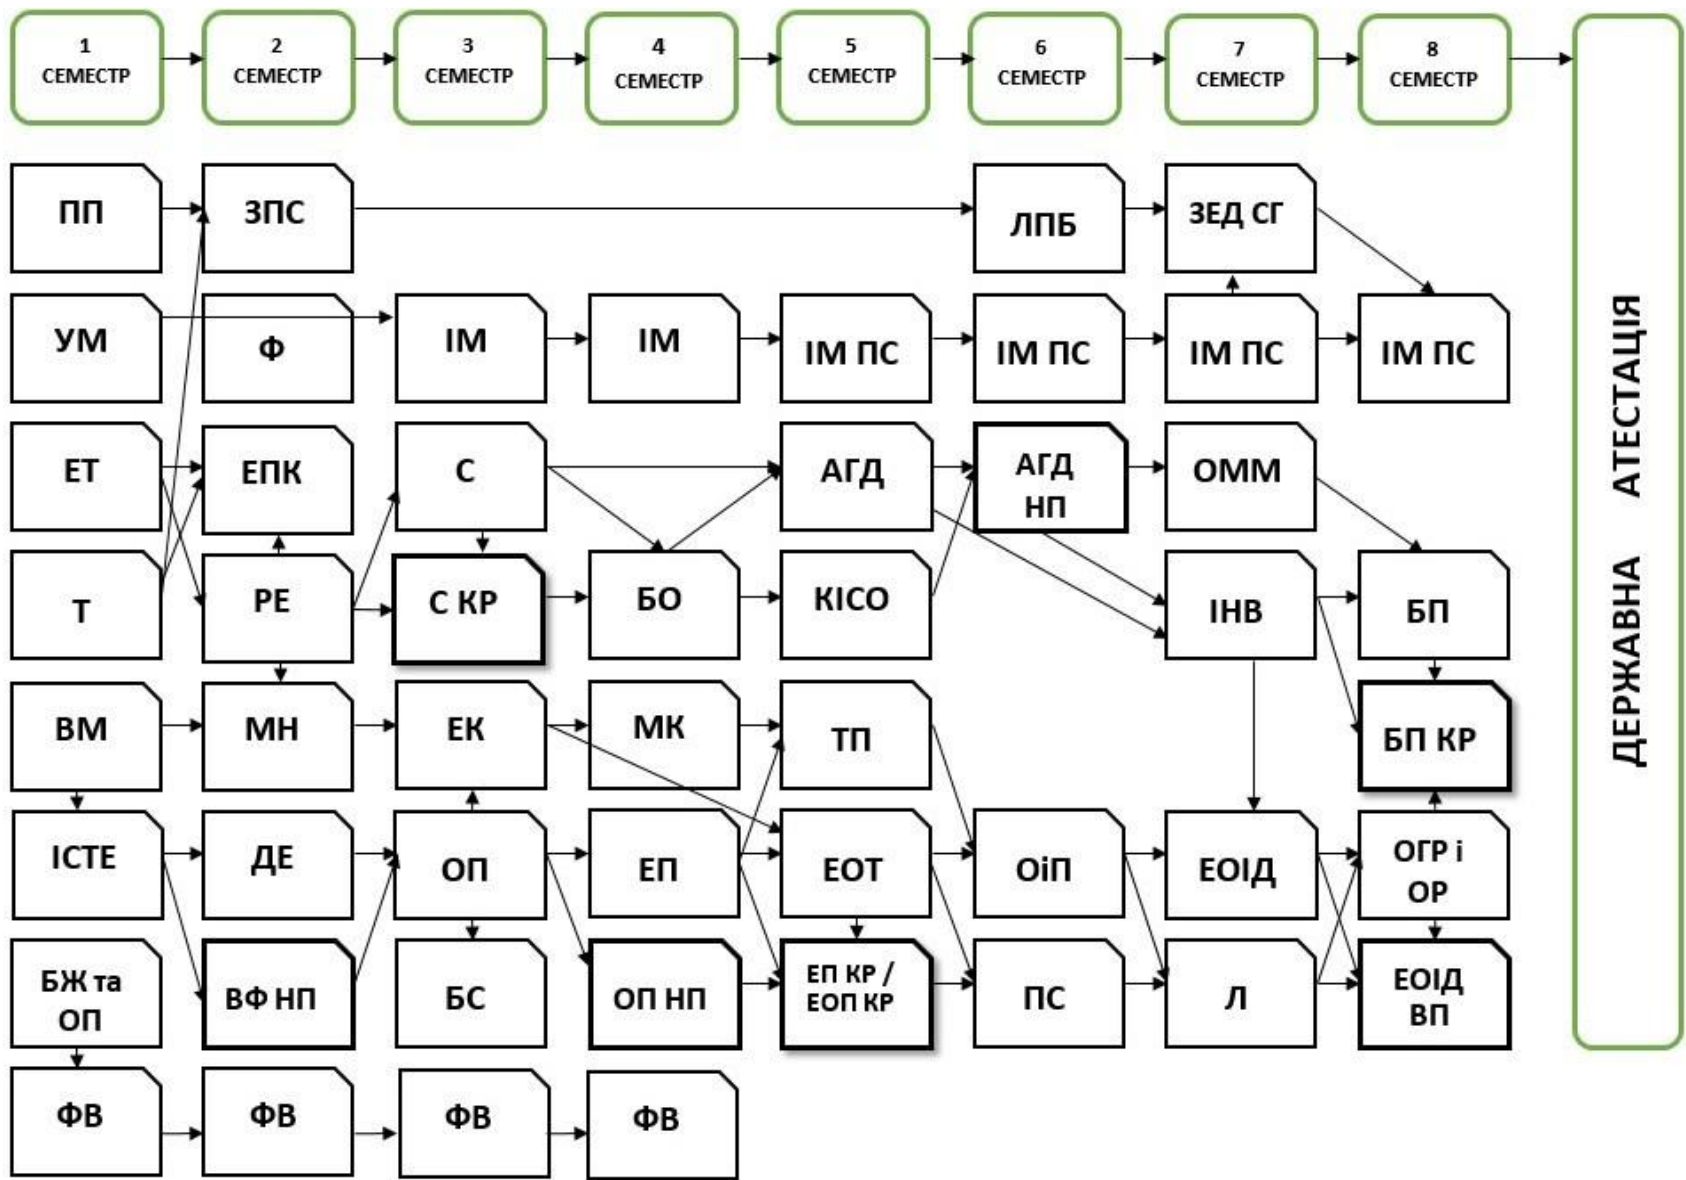 1
СЕМЕСТР
2
СЕМЕСТР
3
СЕМЕСТР
4
СЕМЕСТР
5
СЕМЕСТР
6
СЕМЕСТР
7
СЕМЕСТР
8
СЕМЕСТР
ДЕРЖАВНА АТЕСТАЦІЯ
ПП
ЗПС
ЛПБ
ЗЕД СГ
УМ
Ф
ІМ
ІМ
ІМ ПС
ІМ ПС
ІМ ПС
ІМ ПС
ЕТ
ЕПК
С
АГД
АГД
НП
ОММ
Т
РЕ
С КР
БО
КІСО
ІНВ
БП
ВМ
МН
ЕК
МК
ТП
БП КР
ІСТЕ
ДЕ
ОП
ЕП
ЕОТ
ОіП
ЕОІД
ОГР і
ОР
БЖ та
ОП
ВФ НП
БС
ОП НП
ЕП КР /
ЕОП КР
ПС
Л
ЕОІД
ВП
ФВ
ФВ
ФВ
ФВ